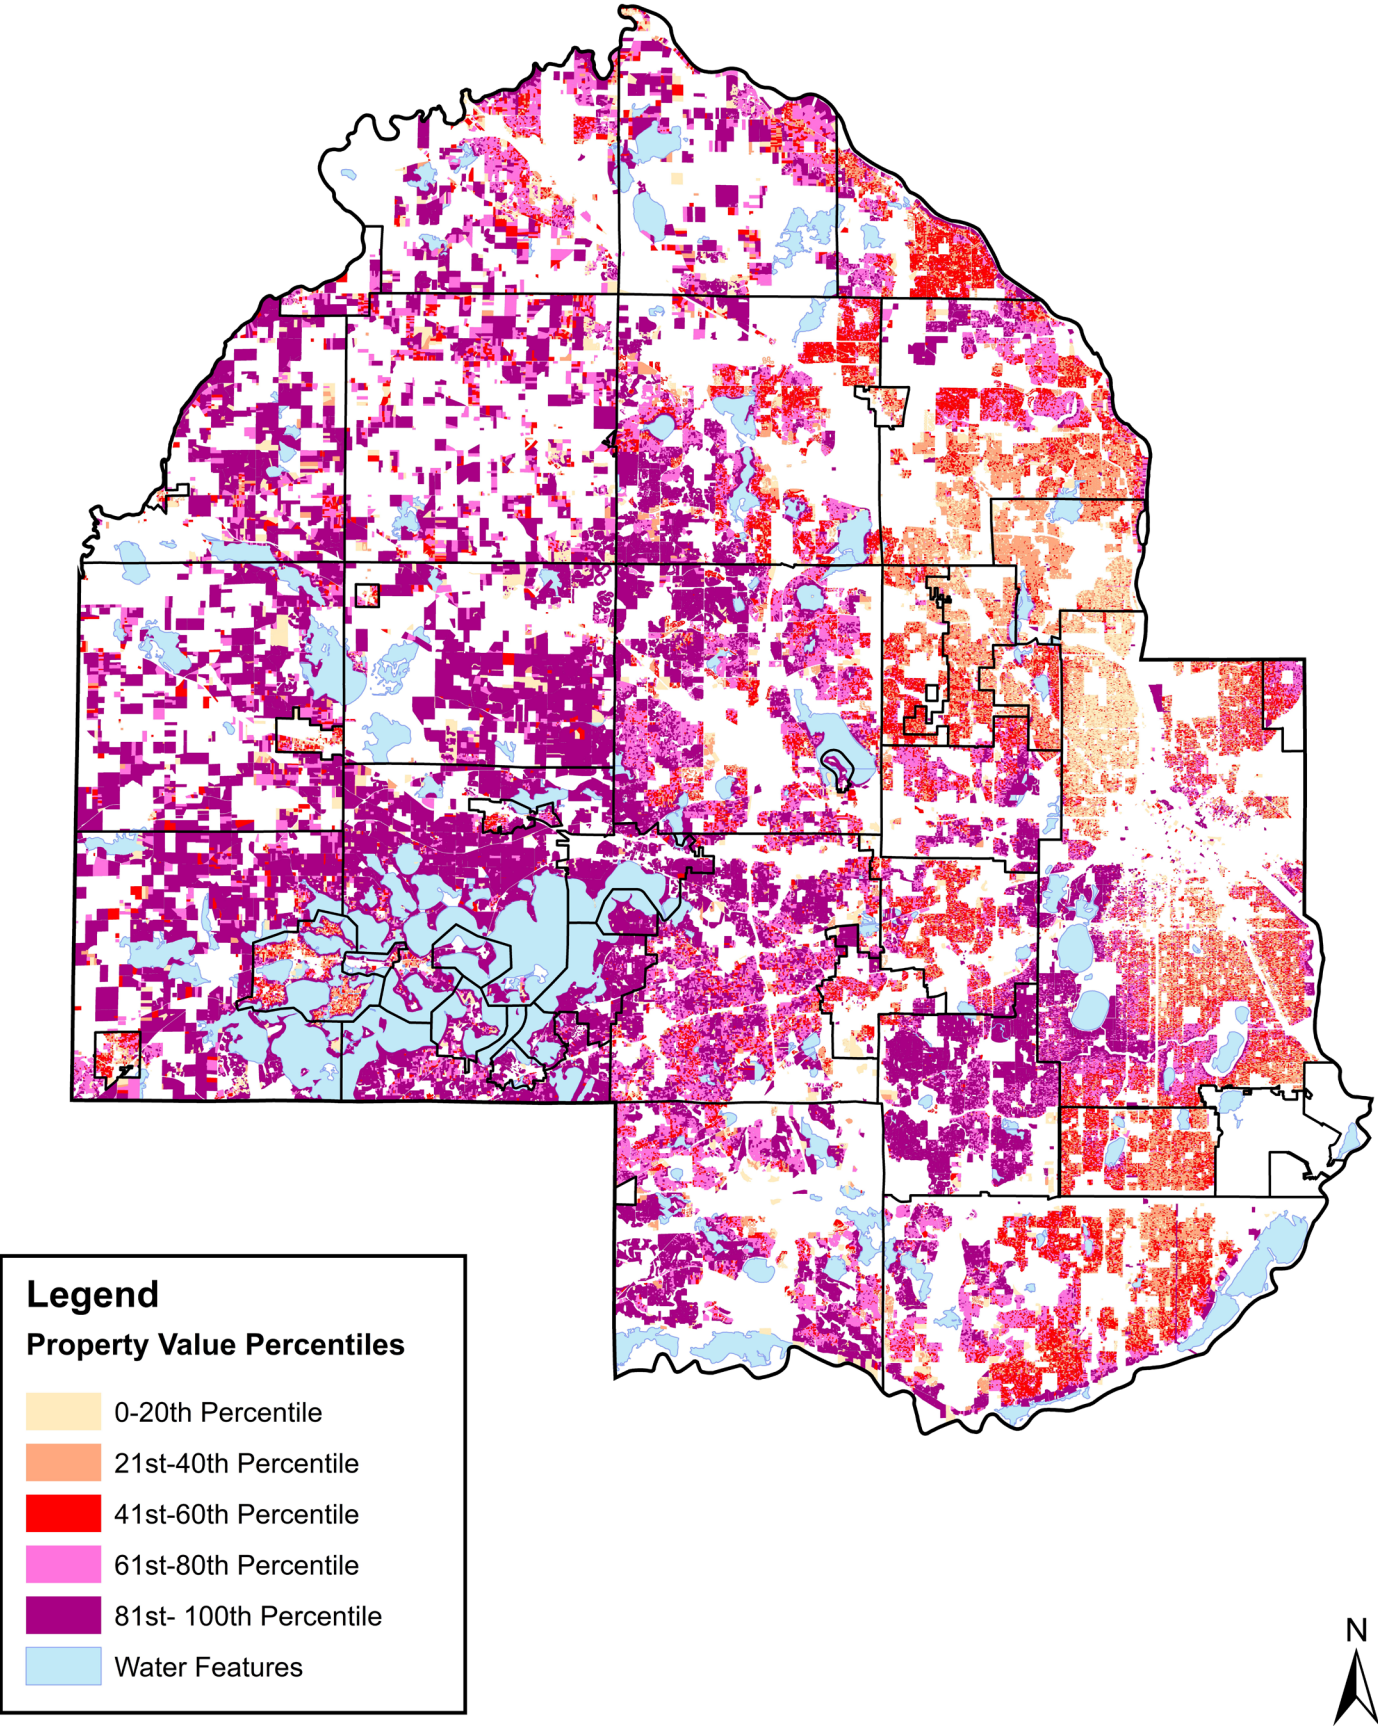 Legend
Property Value Percentiles
0-20th Percentile
21st-40th Percentile
41st-60th Percentile
61st-80th Percentile
81st- 100th Percentile
Water Features
N